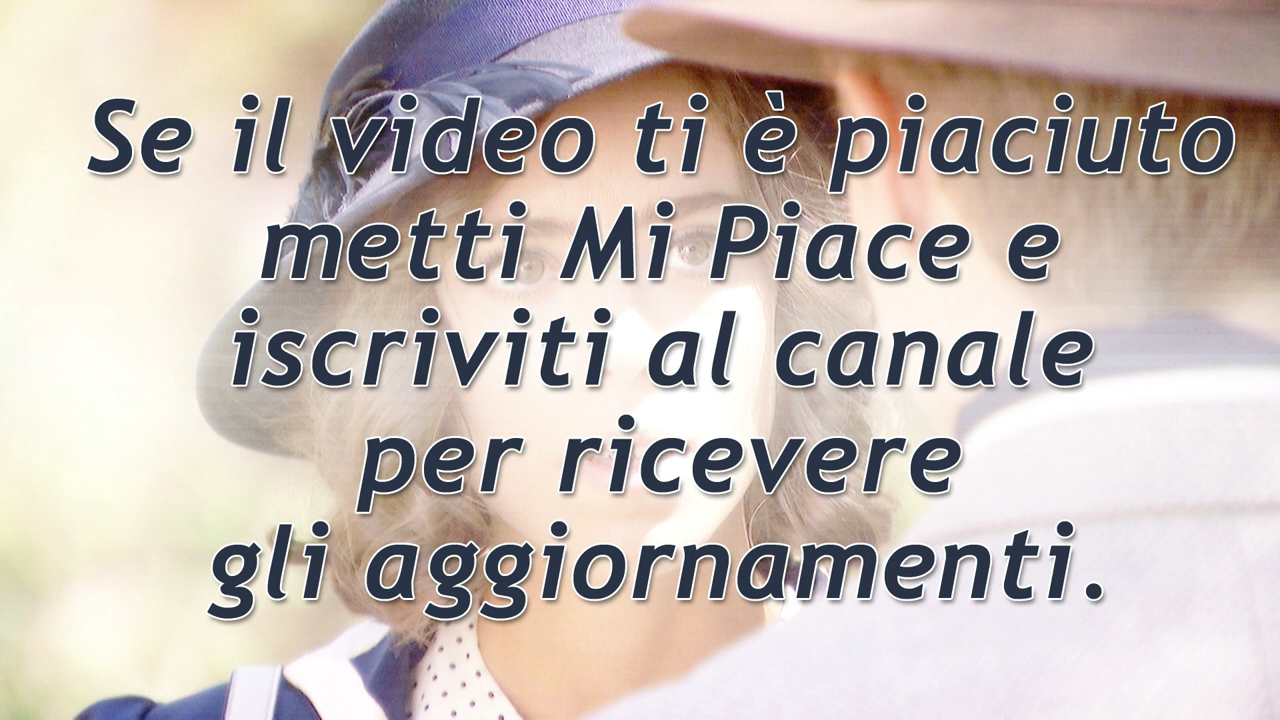 Se il video ti è piaciuto
metti Mi Piace e
iscriviti al canale
per ricevere
gli aggiornamenti.